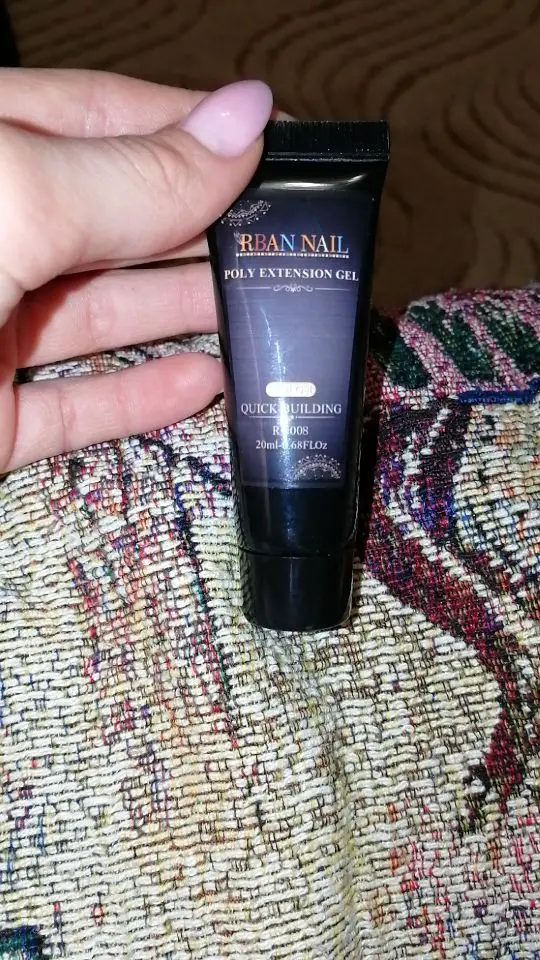 RBAN NAIL
POLY EXTENSION GEL
QUICK BUILDING
20ml-0.68FLOz